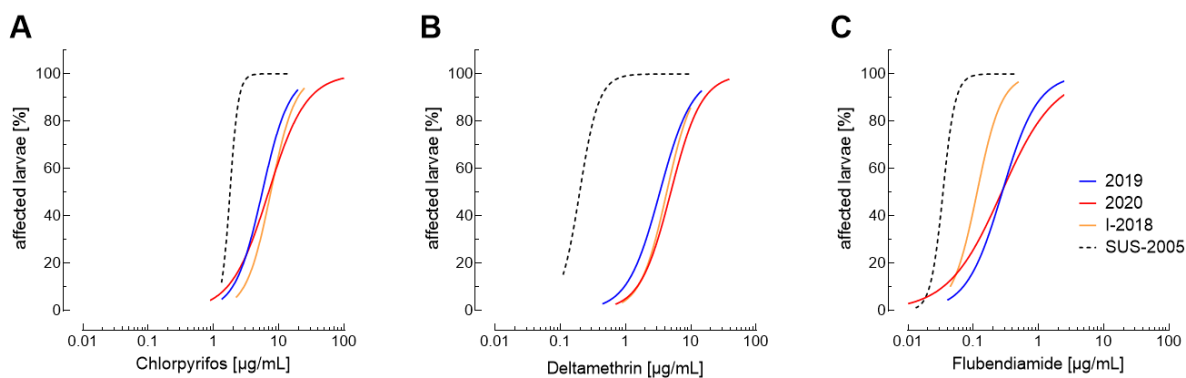 A
B
C
affected larvae [%]
100
80
60
40
20
0
0.01 0.1 1 10 100
Chlorpyrifos [µg/mL]
affected larvae [%]
100
80
60
40
20
0
0.01 0.1 1 10 100
Deltamethrin [µg/mL]
affected larvae [%]
100
80
60
40
20
0
0.01 0.1 1 10 100
Flubendiamide [µg/mL]
2019
2020
I-2018
SUS-2005